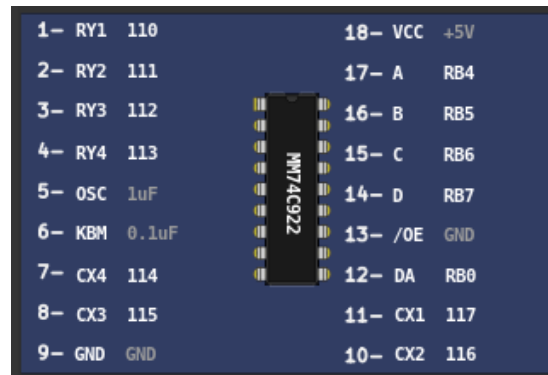 1– RY1 110
2– RY2 111
3– RY3 112
4– RY4 113
5– OSC 1uF
6– KBM 0.1uF
7– CX4 114
8– CX3 115
9– GND GND
MM74C922
18– VCC +5V
17– A RB4
16– B RB5
15– C RB6
14– D RB7
13– /OE GND
12– DA RB0
11– CX1 117
10– CX2 116